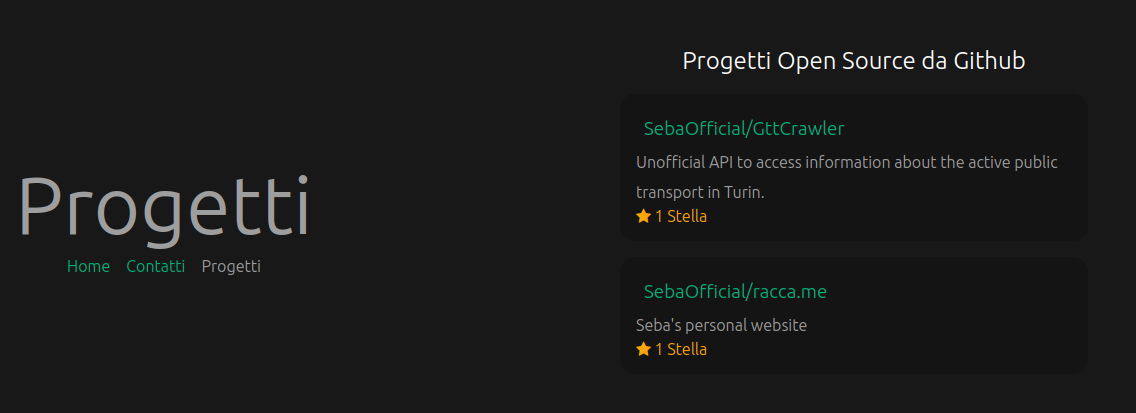 Progetti
Home Contatti Progetti
Progetti Open Source da Github
SebaOfficial/GttCrawler
Unofficial API to access information about the active public
transport in Turin.
1 Stella
SebaOfficial/racca.me
Seba's personal website
1 Stella